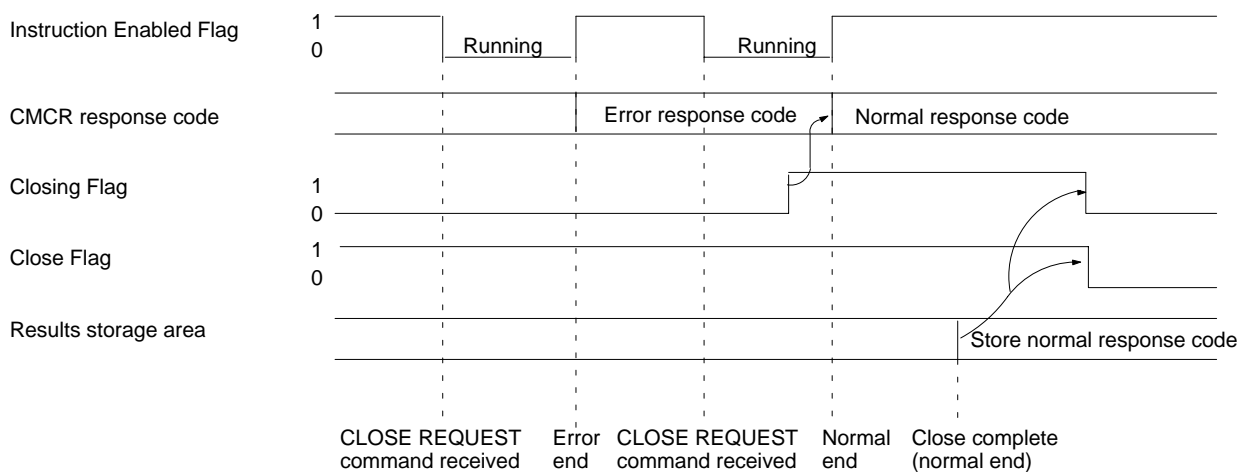 Instruction Enabled Flag
1
0
Running
Running
CMCR response code
Error response code
Normal response code
Closing Flag
1
0
Close Flag
1
0
Results storage area
Store normal response code
CLOSE REQUEST
command received
Error
end
CLOSE REQUEST
command received
Normal
end
Close complete
(normal end)